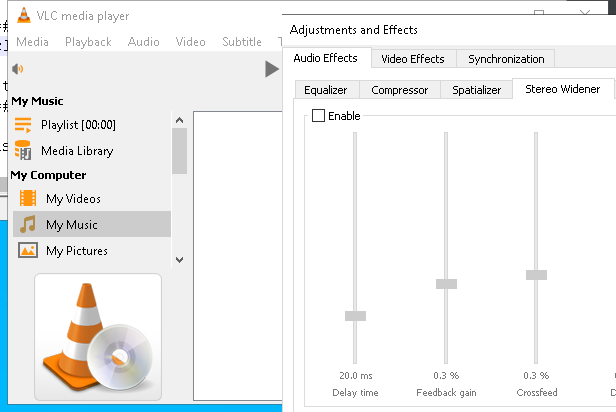 VLC media player
Media Playback Audio Video Subtitle
My Music
Playlist [00:00]
Media Library
My Computer
My Videos
My Music
My Pictures
Adjustments and Effects
Audio Effects Video Effects Synchronization
Equalizer Compressor Spatializer Stereo Widener
Enable
20.0 ms 0.3 % 0.3 %
Delay time Feedback gain Crossfeed